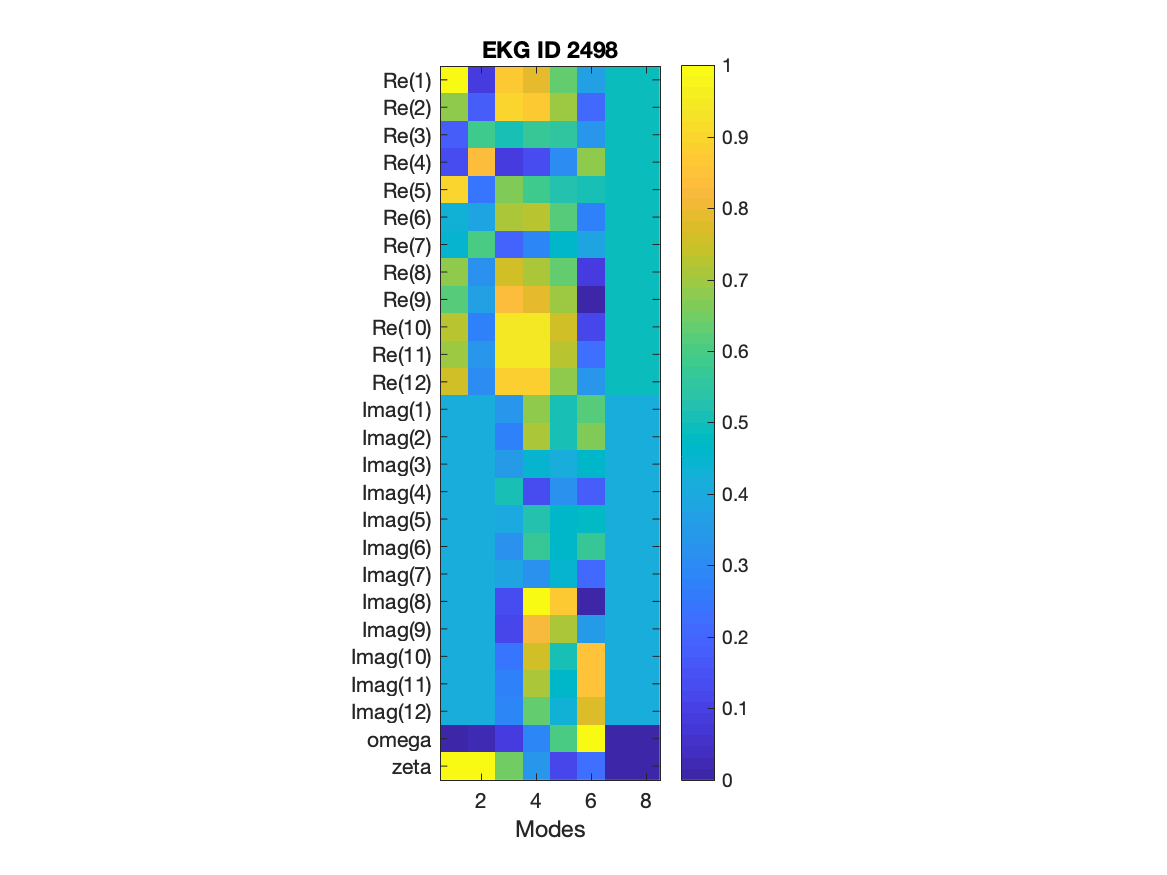 EKG ID 2498
Re(1)
Re(2)
Re(3)
Re(4)
Re(5)
Re(6)
Re(7)
Re(8)
Re(9)
Re(10)
Re(11)
Re(12)
Imag(1)
Imag(2)
Imag(3)
Imag(4)
Imag(5)
Imag(6)
Imag(7)
Imag(8)
Imag(9)
Imag(10)
Imag(11)
Imag(12)
omega
zeta
2 4 6 8
Modes
1
0.9
0.8
0.7
0.6
0.5
0.4
0.3
0.2
0.1
0